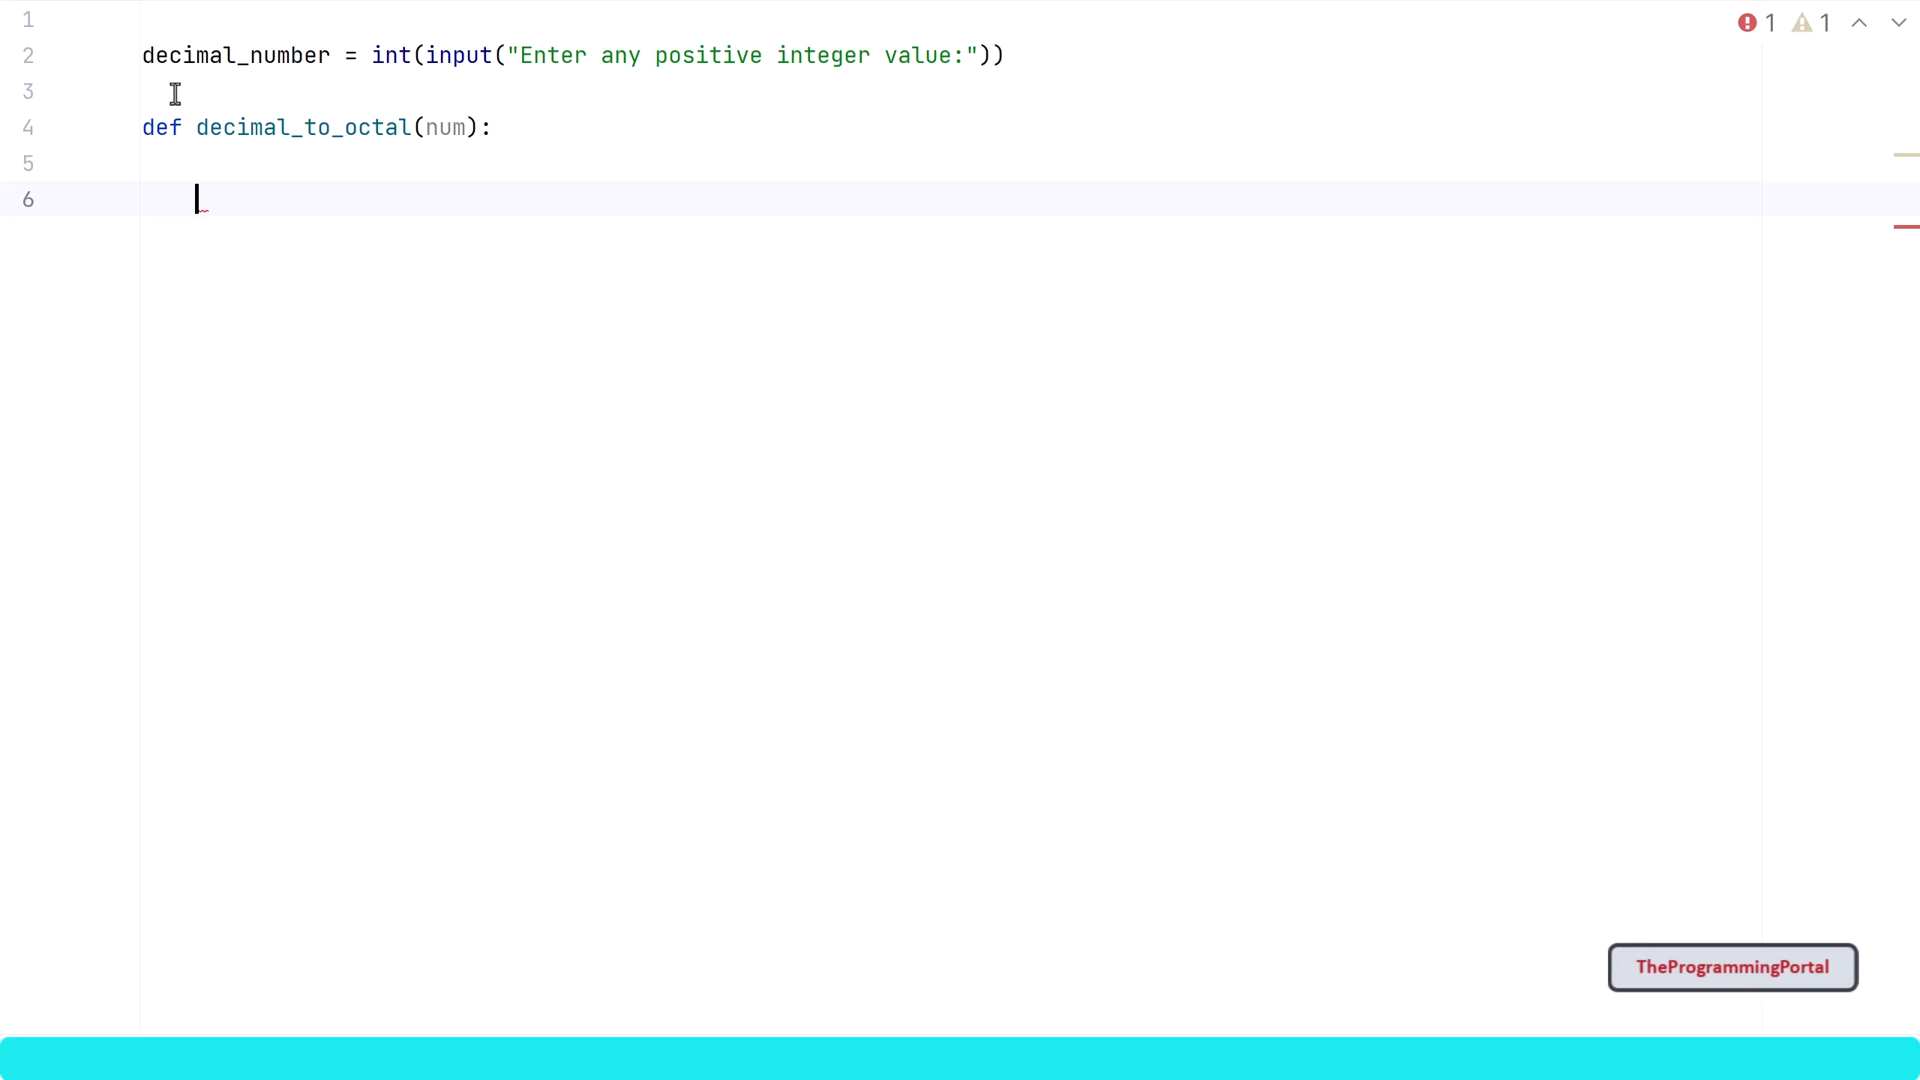 1
2 decimal_number = int(input("Enter any positive integer value:"))
3
4 def decimal_to_octal(num):
5
6
1 1
TheProgrammingPortal